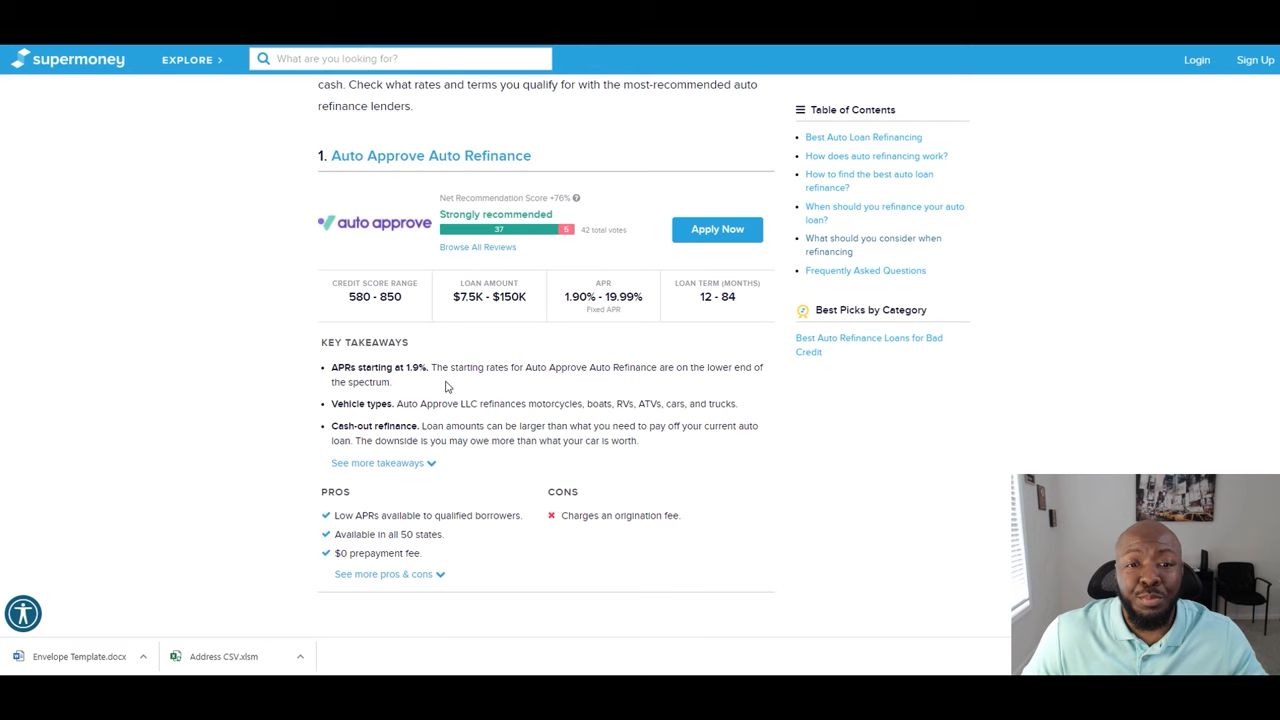 supermoney
EXPLORE >
What are you looking for?
Login
Sign Up
cash. Check what rates and terms you qualify for with the most-recommended auto
refinance lenders.
1. Auto Approve Auto Refinance
auto approve
Net Recommendation Score +76% ?
Strongly recommended
37
5
42 total votes
Browse All Reviews
Apply Now
CREDIT SCORE RANGE
580 - 850
LOAN AMOUNT
$7.5K - $150K
APR
1.90% - 19.99%
Fixed APR
LOAN TERM (MONTHS)
12 - 84
KEY TAKEAWAYS
• APRs starting at 1.9%. The starting rates for Auto Approve Auto Refinance are on the lower end of
the spectrum.
• Vehicle types. Auto Approve LLC refinances motorcycles, boats, RVs, ATVs, cars, and trucks.
• Cash-out refinance. Loan amounts can be larger than what you need to pay off your current auto
loan. The downside is you may owe more than what your car is worth.
See more takeaways
PROS
Low APRs available to qualified borrowers.
Available in all 50 states.
$0 prepayment fee.
See more pros & cons
CONS
Charges an origination fee.
Table of Contents
• Best Auto Loan Refinancing
• How does auto refinancing work?
• How to find the best auto loan
refinance?
• When should you refinance your auto
loan?
• What should you consider when
refinancing
• Frequently Asked Questions
Best Picks by Category
Best Auto Refinance Loans for Bad
Credit
Envelope Template.docx
Address CSV.xlsm